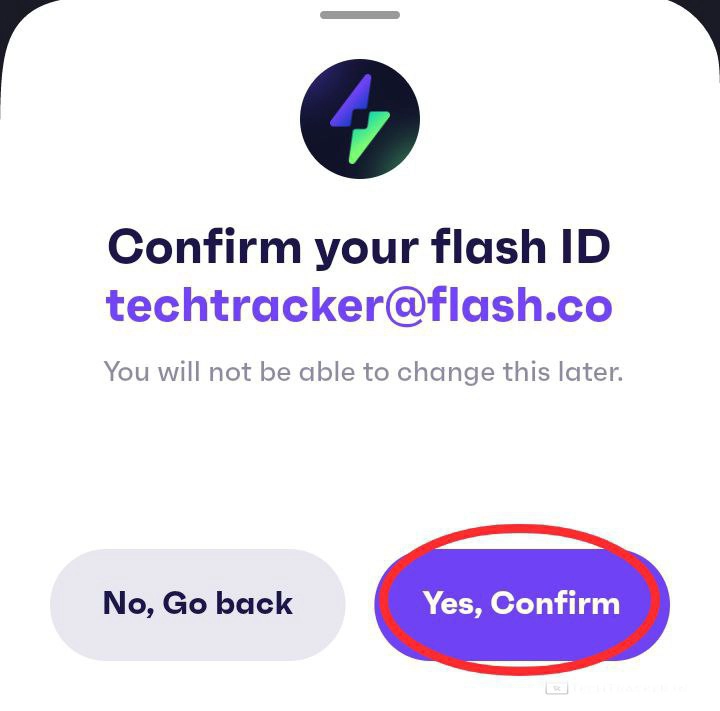 Confirm your flash ID
techtracker@flash.co
You will not be able to change this later.
No, Go back
Yes, Confirm